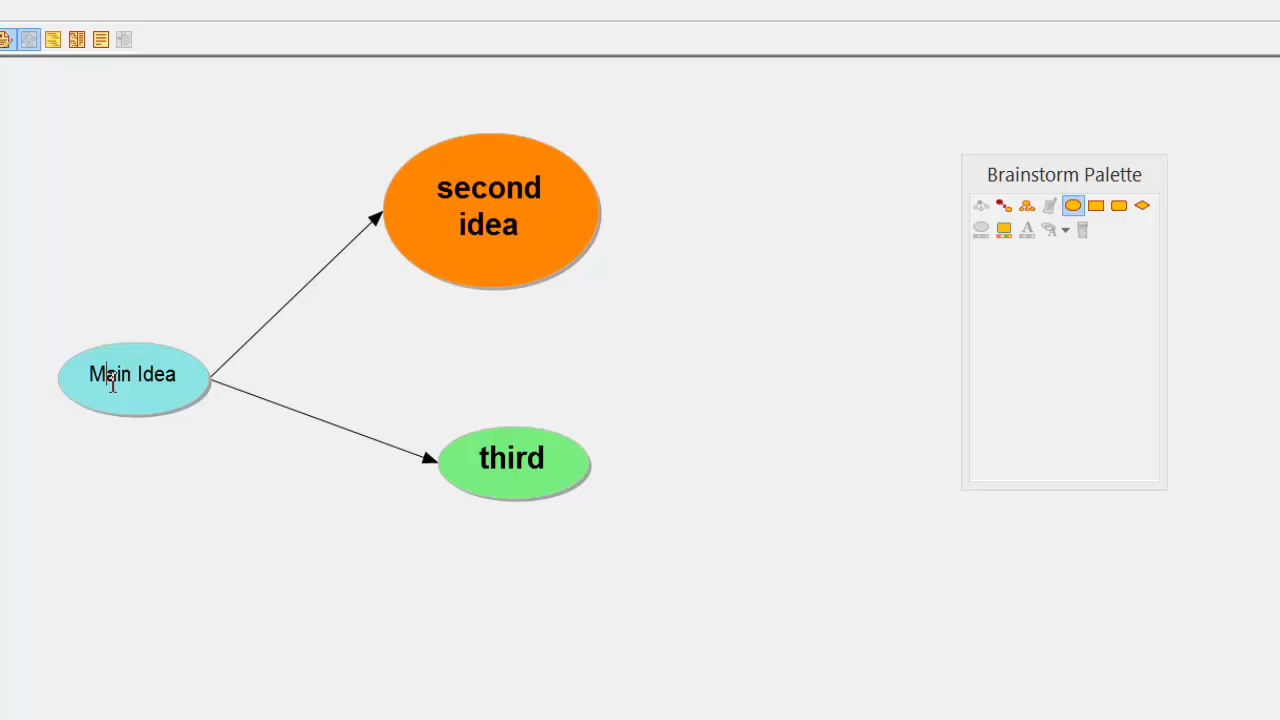 Brainstorm Palette
second
idea
Main Idea
third